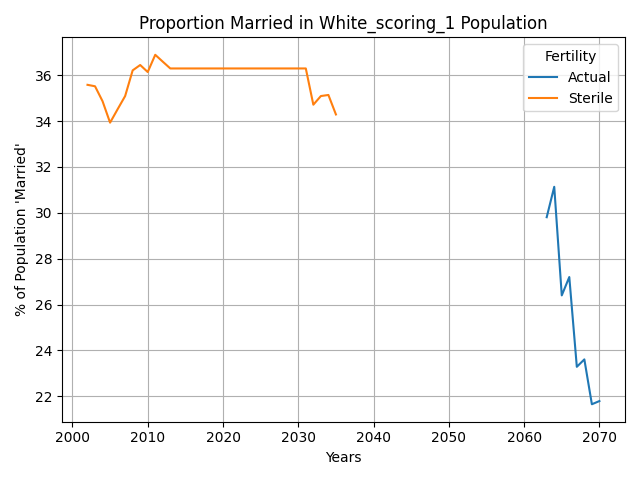 Proportion Married in White_scoring_1 Population
Fertility
Actual
Sterile
% of Population 'Married'
36
34
32
30
28
26
24
22
2000 2010 2020 2030 2040 2050 2060 2070
Years